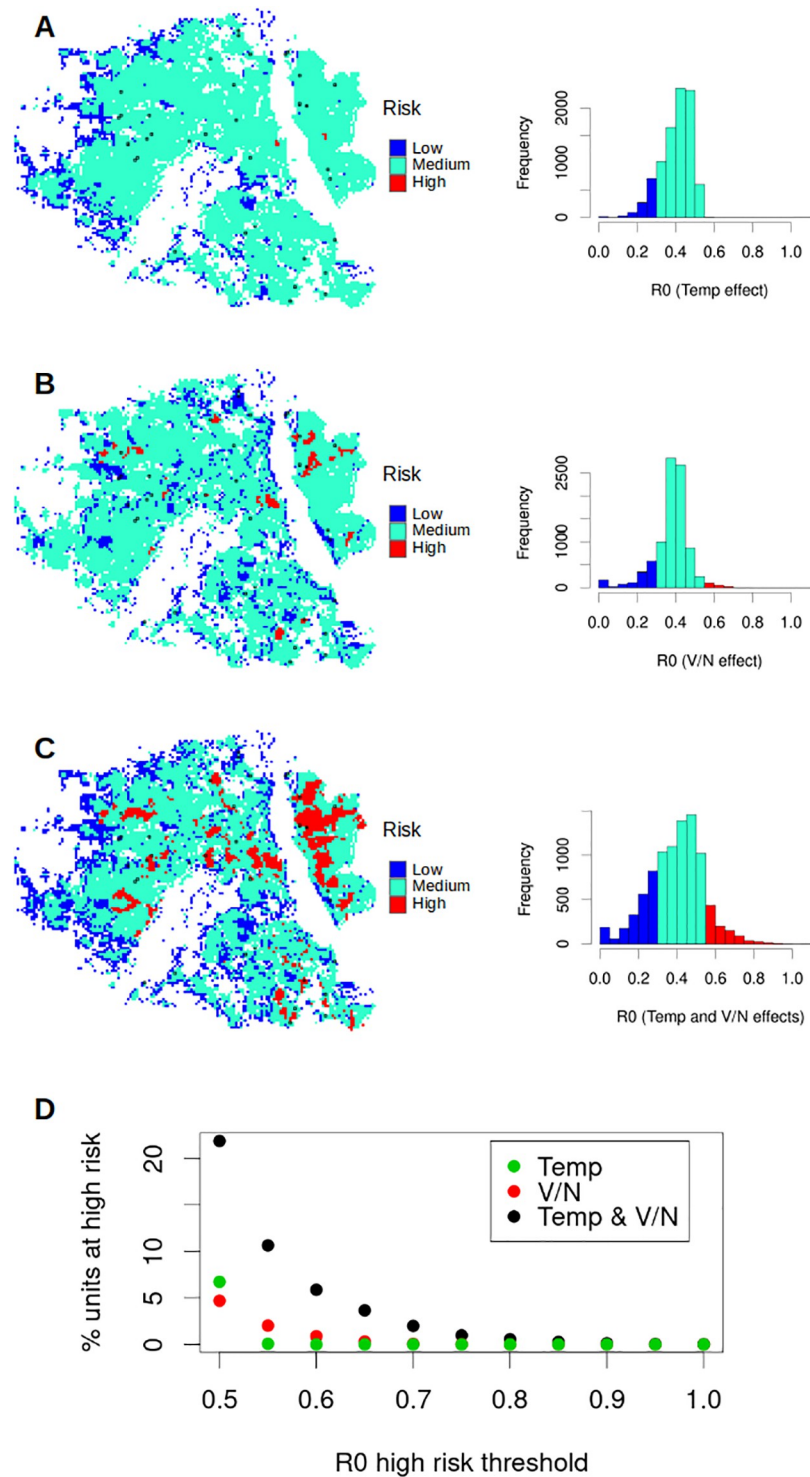 A
Risk
Low
Medium
High
Frequency
0 1000 2000
0.0 0.2 0.4 0.6 0.8 1.0
R0 (Temp effect)
B
Risk
Low
Medium
High
Frequency
0 1000 2500
0.0 0.2 0.4 0.6 0.8 1.0
R0 (V/N effect)
C
Risk
Low
Medium
High
Frequency
0 500 1000
0.0 0.2 0.4 0.6 0.8 1.0
R0 (Temp and V/N effects)
D
% units at high risk
0 5 10 20
Temp
V/N
Temp & V/N
0.5 0.6 0.7 0.8 0.9 1.0
R0 high risk threshold